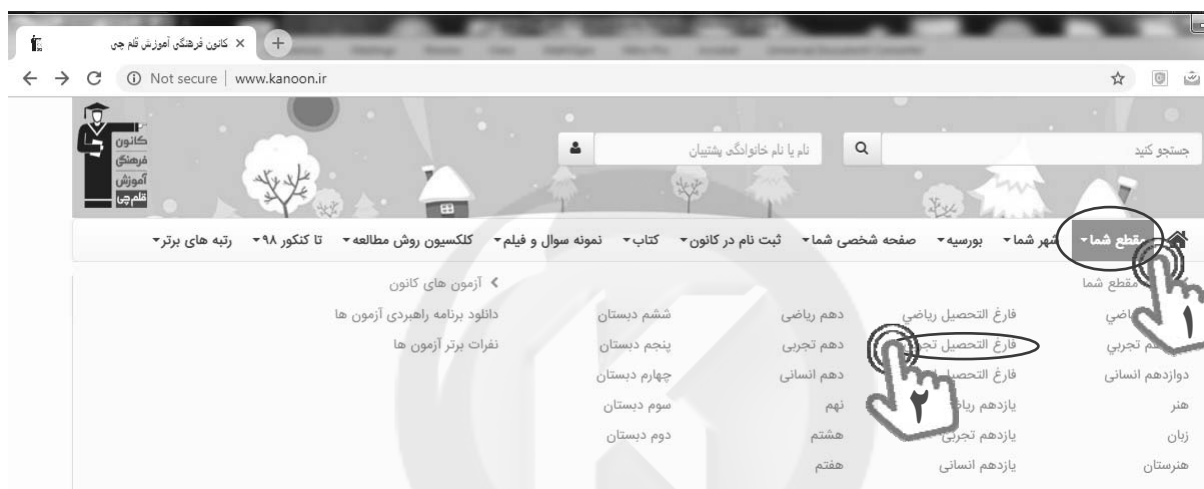 کانون فرهنگی آموزش قلم چی
Not secure | www.kanoon.ir
کانون
فرهنگی
آموزش
قلم‌چی
جستجو کنید
نام یا نام خانوادگی پشتیبان
مقطع شما
شهر شما
بورسیه
صفحه شخصی شما
ثبت نام در کانون
کتاب
نمونه سوال و فیلم
کلکسیون روش مطالعه
تا کنکور ۹۸
رتبه های برتر
مقطع شما
آزمون های کانون
فارغ التحصیل ریاضي
دهم ریاضی
ششم دبستان
دانلود برنامه راهبردی آزمون ها
تجربي
فارغ التحصیل
دهم تجربی
پنجم دبستان
نفرات برتر آزمون ها
دوازدهم انسانی
فارغ التحصیل
دهم انسانی
چهارم دبستان
هنر
یازدهم
نهم
سوم دبستان
زبان
یازدهم تجربی
هشتم
دوم دبستان
هنرستان
یازدهم انسانی
هفتم
۱
۲